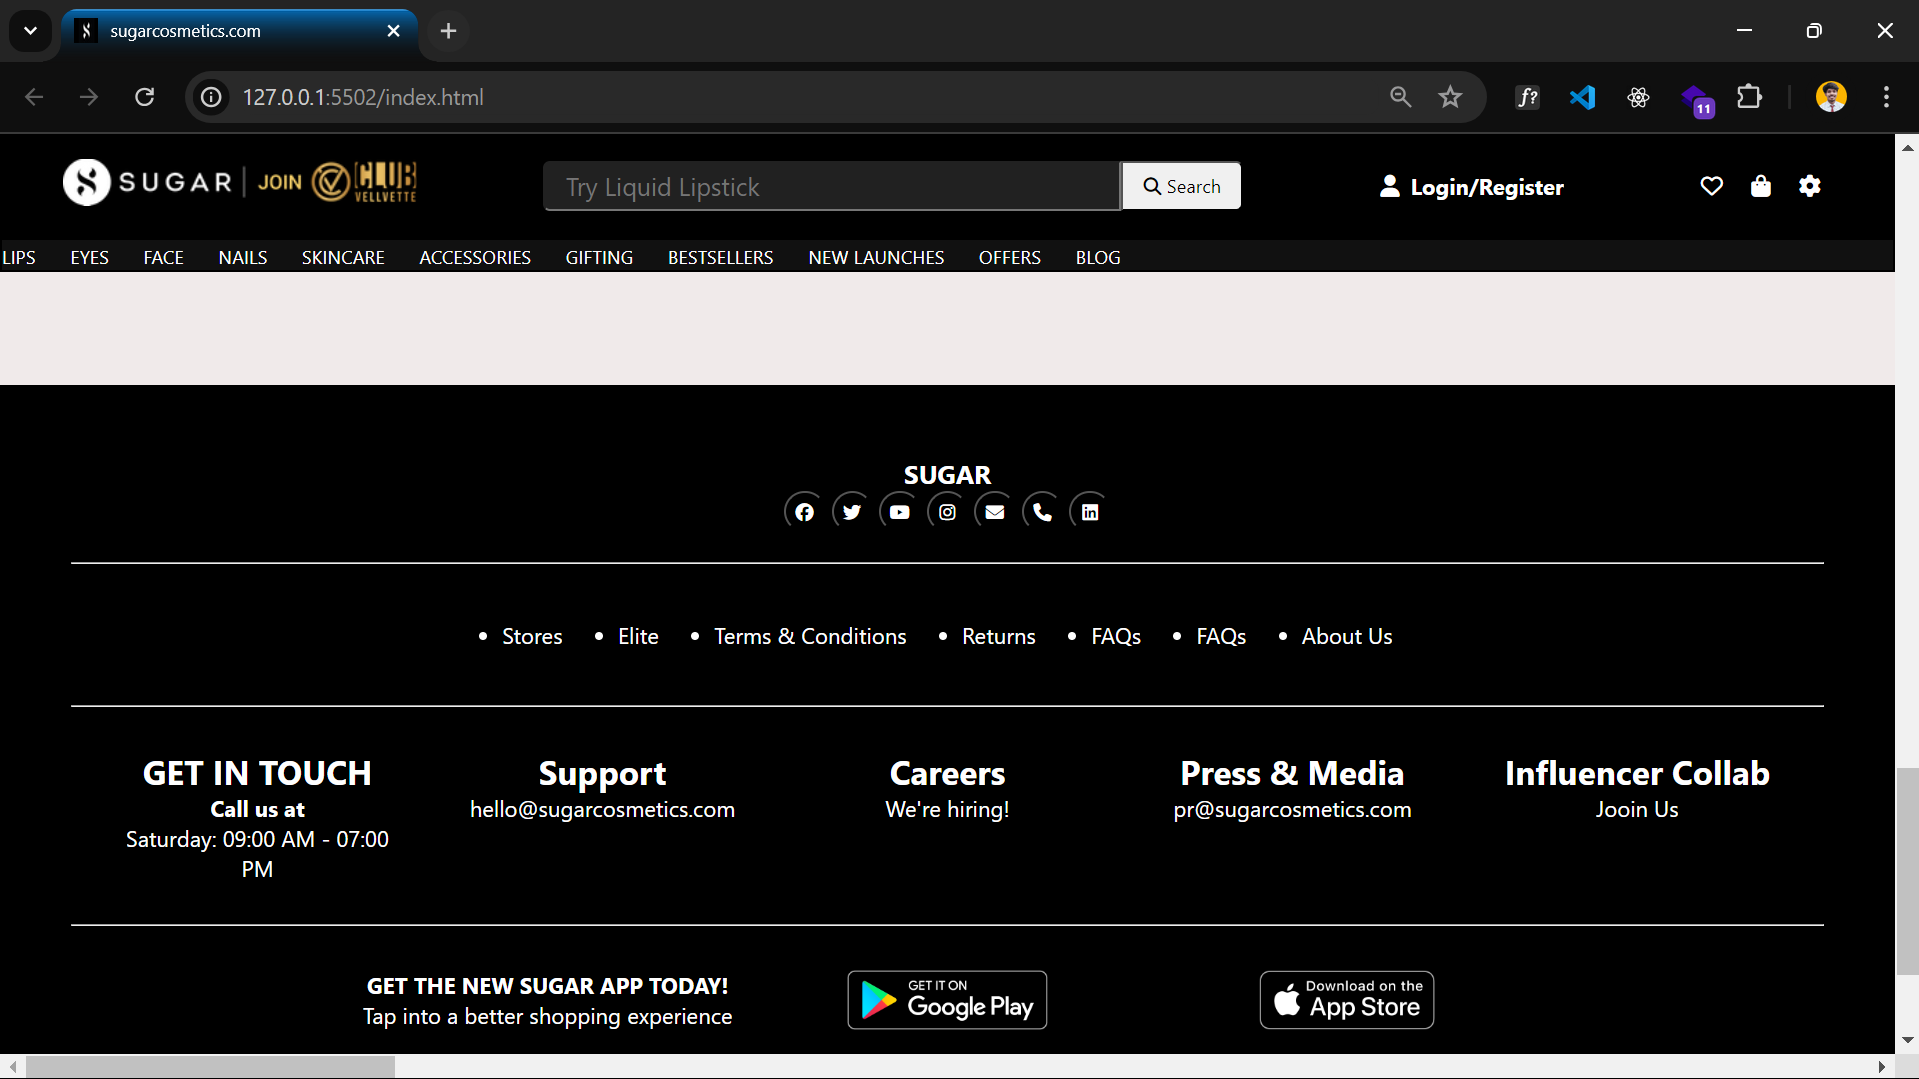 sugarcosmetics.com
127.0.0.1:5502/index.html
f?
11
SUGAR | JOIN CLUB VELLVETTE
Try Liquid Lipstick
Search
Login/Register
LIPS EYES FACE NAILS SKINCARE ACCESSORIES GIFTING BESTSELLERS NEW LAUNCHES OFFERS BLOG
SUGAR
• Stores • Elite • Terms & Conditions • Returns • FAQs • FAQs • About Us
GET IN TOUCH
Call us at
Saturday: 09:00 AM - 07:00
PM
Support
hello@sugarcosmetics.com
Careers
We're hiring!
Press & Media
pr@sugarcosmetics.com
Influencer Collab
Jooin Us
GET THE NEW SUGAR APP TODAY!
Tap into a better shopping experience
GET IT ON
Google Play
Download on the
App Store